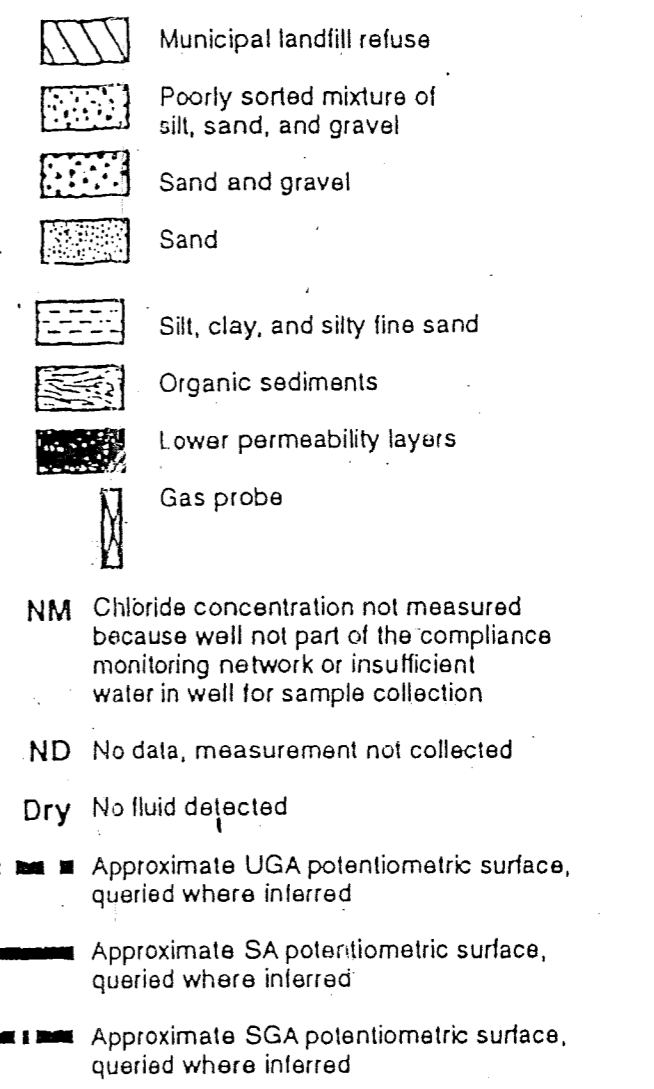 Municipal landfill refuse
Poorly sorted mixture of
silt, sand, and gravel
Sand and gravel
Sand
Silt, clay, and silty fine sand
Organic sediments
Lower permeability layers
Gas probe
NM Chloride concentration not measured
because well not part of the compliance
monitoring network or insufficient
water in well for sample collection
ND No data, measurement not collected
Dry No fluid detected
Approximate UGA potentiometric surface,
queried where inferred
Approximate SA potentiometric surface,
queried where inferred
Approximate SGA potentiometric surface,
queried where inferred